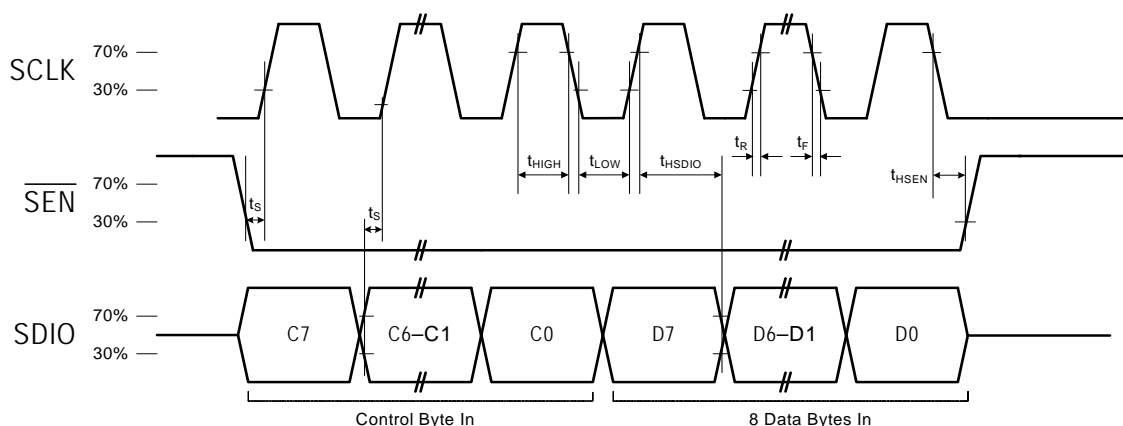 SCLK
70%
30%
tHIGH
tLOW
tHSDIO
tR
tF
tHSEN
SEN
70%
30%
tS
tS
SDIO
70%
30%
C7
C6–C1
C0
D7
D6–D1
D0
Control Byte In
8 Data Bytes In